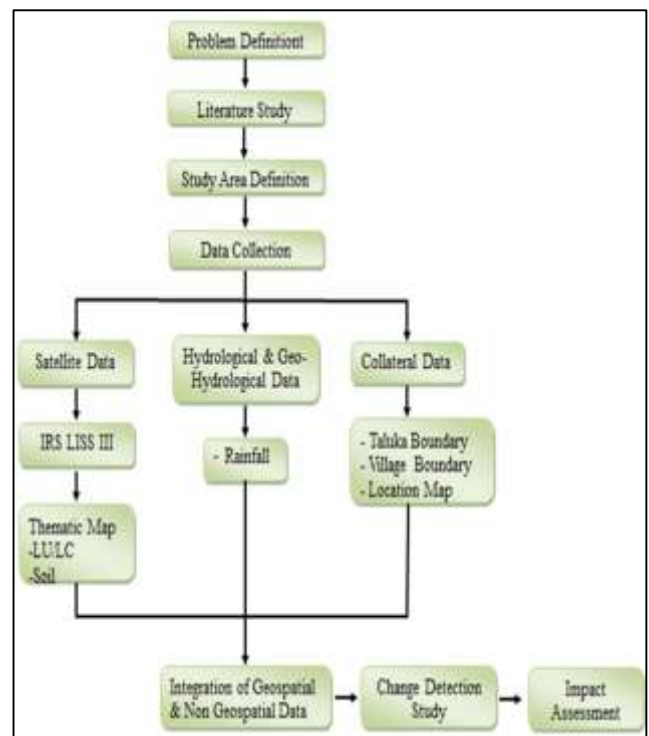 Problem Definitiont
Literature Study
Study Area Definition
Data Collection
Satellite Data
Hydrological & Geo-
Hydrological Data
Collateral Data
IRS LISS III
- Rainfall
- Taluka Boundary
- Village Boundary
- Location Map
Thematic Map
-LU/LC
-Soil
Integration of Geospatial
& Non Geospatial Data
Change Detection
Study
Impact
Assessment